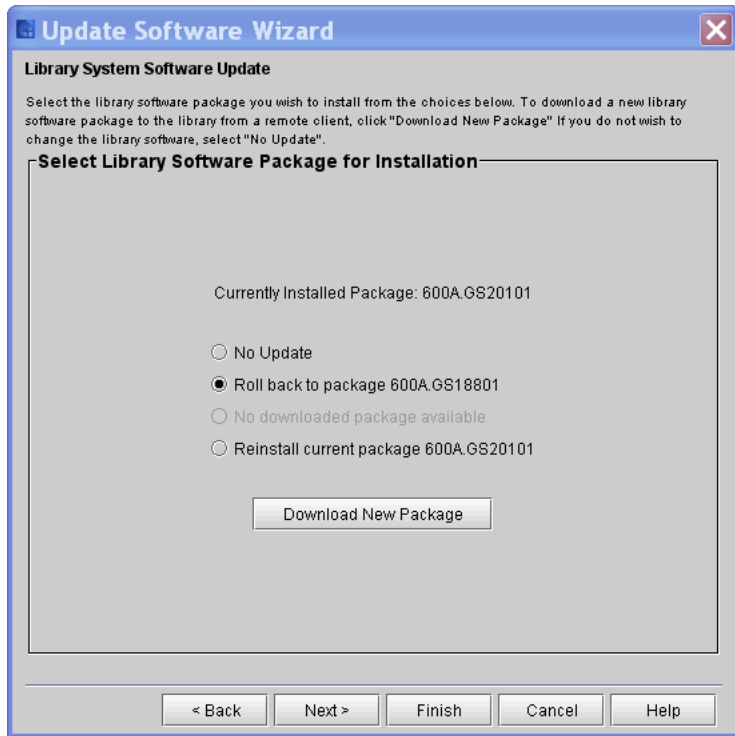 Update Software Wizard
Library System Software Update
Select the library software package you wish to install from the choices below. To download a new library
software package to the library from a remote client, click "Download New Package" If you do not wish to
change the library software, select "No Update".
Select Library Software Package for Installation
Currently Installed Package: 600A.GS20101
No Update
Roll back to package 600A.GS18801
No downloaded package available
Reinstall current package 600A.GS20101
Download New Package
< Back Next > Finish Cancel Help